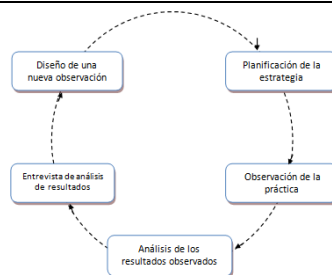 Diseño de una
nueva observación
Planificación de la
estrategia
Observación de la
práctica
Análisis de los
resultados observados
Entrevista de análisis
de resultados